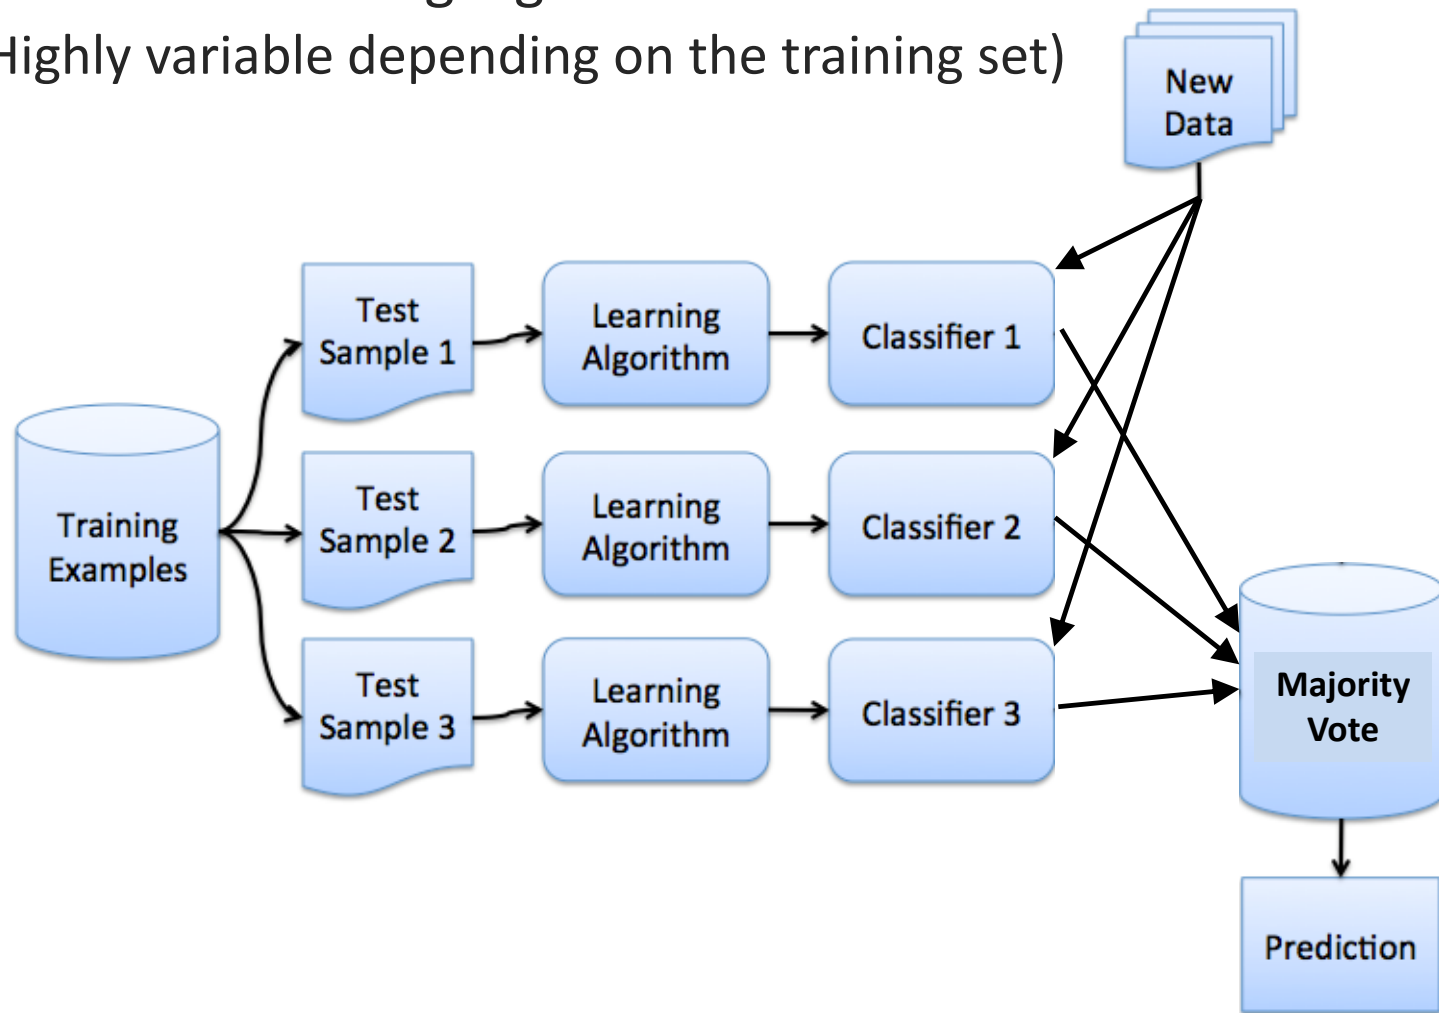 Highly variable depending on the training set)
New
Data
Test
Sample 1
Learning
Algorithm
Classifier 1
Training
Examples
Test
Sample 2
Learning
Algorithm
Classifier 2
Test
Sample 3
Learning
Algorithm
Classifier 3
Majority
Vote
Prediction